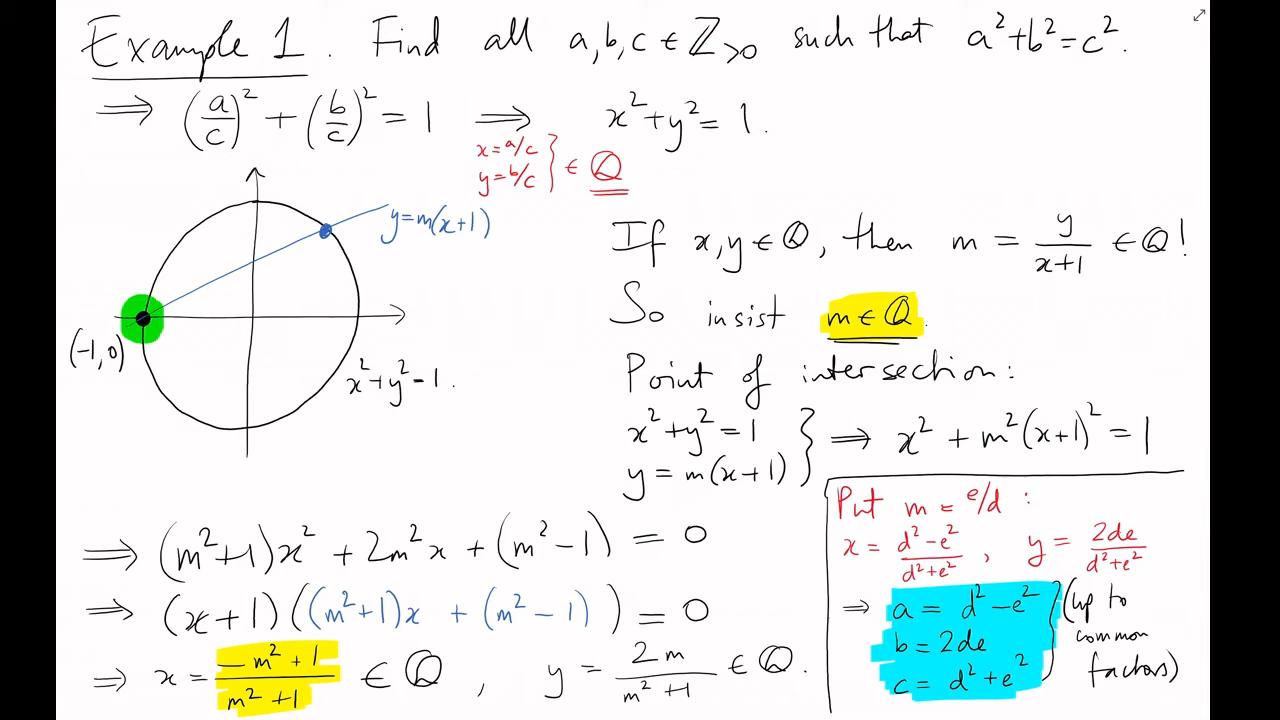 Example 1. Find all a, b, c ∈ ℤ>0 such that a² + b² = c².
⟹ (a/c)² + (b/c)² = 1 ⟹ x² + y² = 1.
x = a/c
y = b/c } ∈ ℚ
y = m(x+1)
(-1, 0)
x² + y² = 1.
If x, y ∈ ℚ, then m = y/(x+1) ∈ ℚ!
So insist m ∈ ℚ.
Point of intersection:
x² + y² = 1
y = m(x+1) } ⟹ x² + m²(x+1)² = 1
⟹ (m²+1)x² + 2m²x + (m²-1) = 0
⟹ (x+1)((m²+1)x + (m²-1)) = 0
⟹ x = (-m²+1)/(m²+1) ∈ ℚ, y = 2m/(m²+1) ∈ ℚ.
Put m = e/d :
x = (d²-e²)/(d²+e²), y = 2de/(d²+e²)
⟹ a = d² - e²
b = 2de
c = d² + e² } (up to
common
factors)